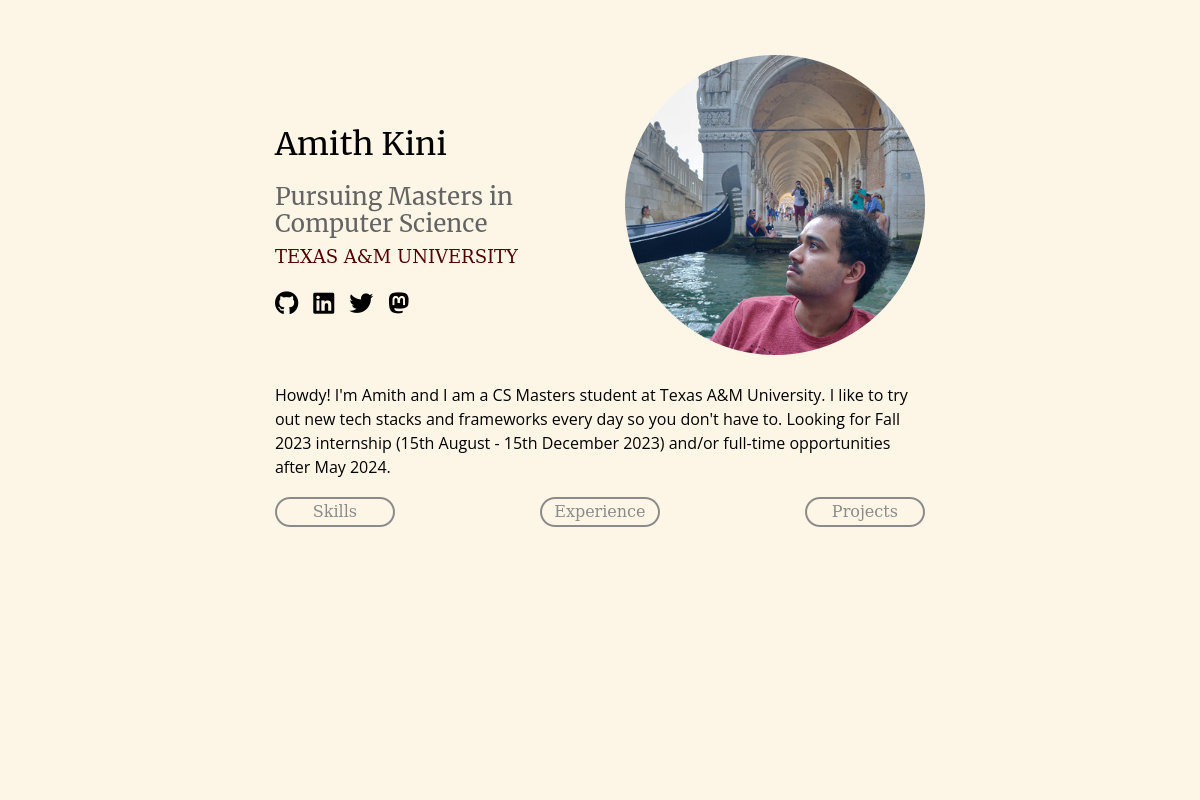 Amith Kini
Pursuing Masters in
Computer Science
TEXAS A&M UNIVERSITY
Howdy! I'm Amith and I am a CS Masters student at Texas A&M University. I like to try
out new tech stacks and frameworks every day so you don't have to. Looking for Fall
2023 internship (15th August - 15th December 2023) and/or full-time opportunities
after May 2024.
Skills
Experience
Projects